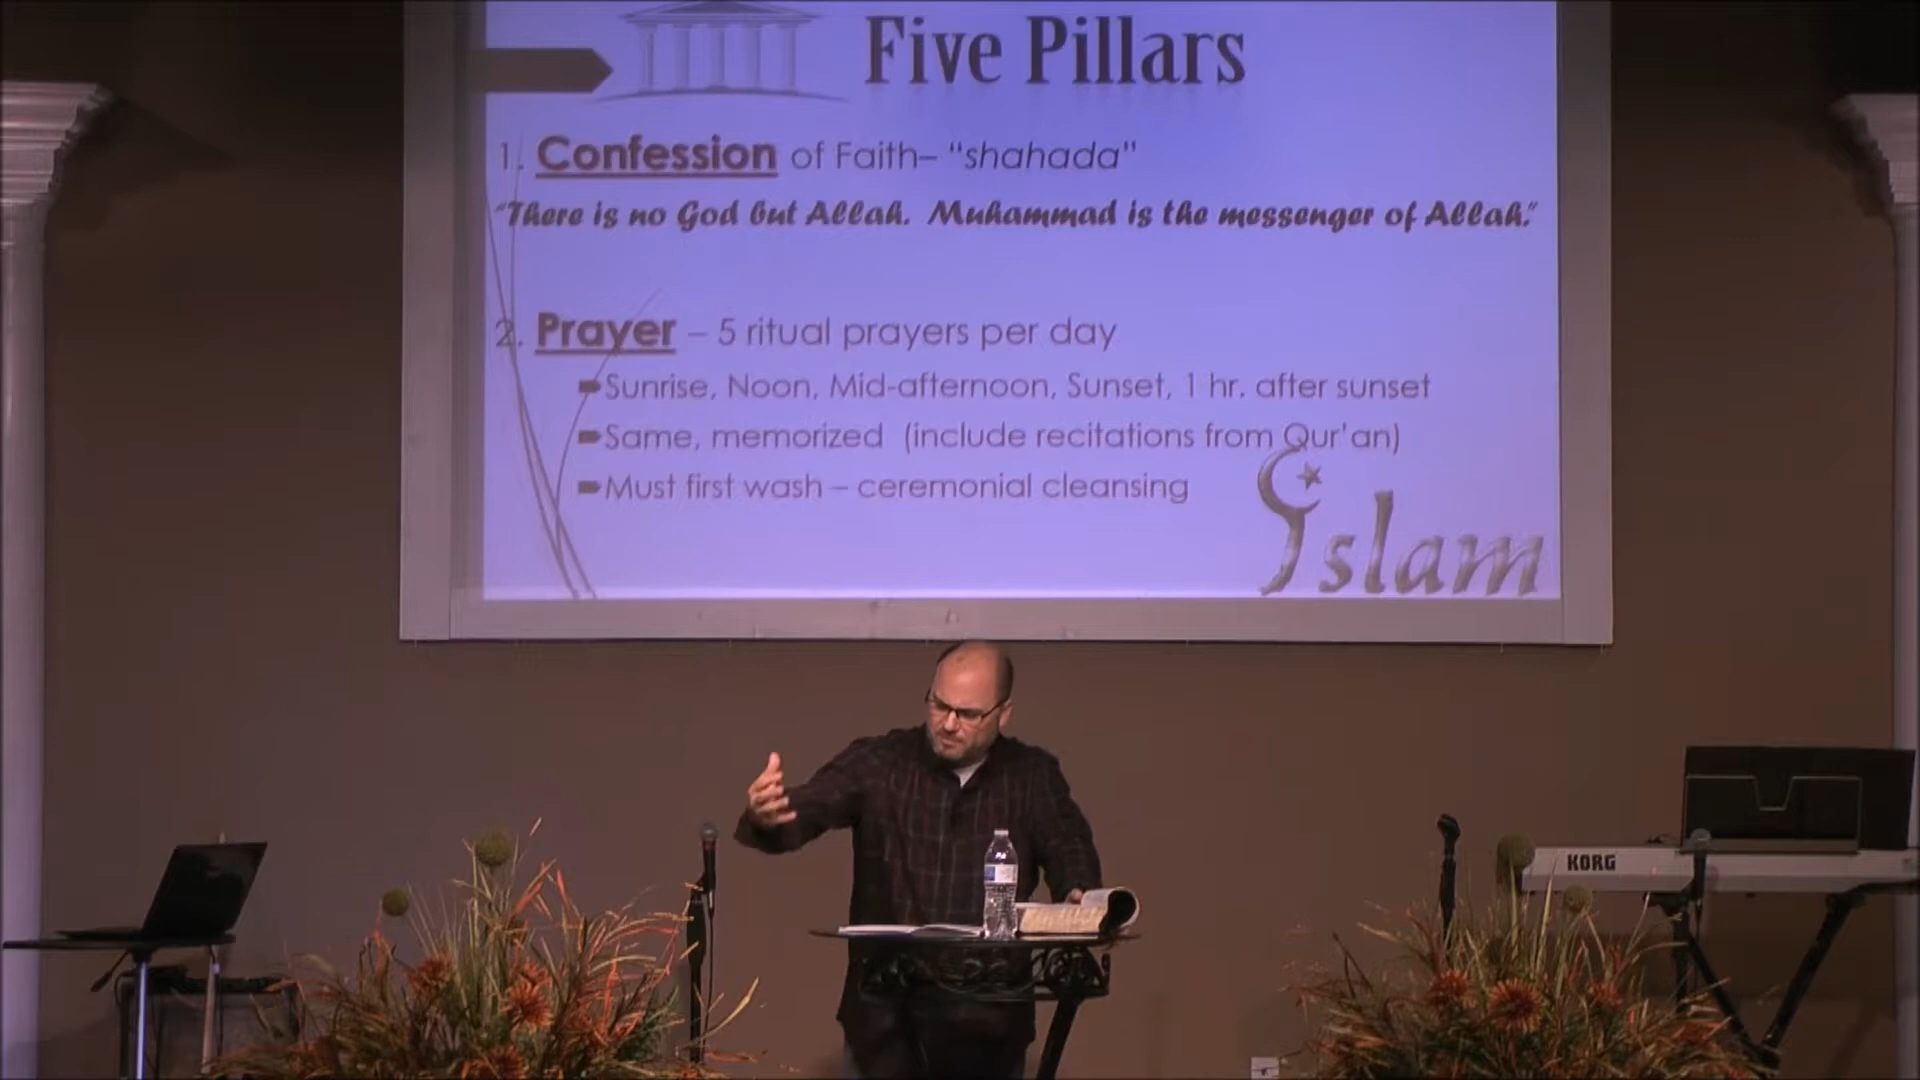 Five Pillars
1. Confession of Faith– "shahada"
"There is no God but Allah. Muhammad is the messenger of Allah."
2. Prayer – 5 ritual prayers per day
Sunrise, Noon, Mid-afternoon, Sunset, 1 hr. after sunset
Same, memorized (include recitations from Qur'an)
Must first wash – ceremonial cleansing
Islam
KORG